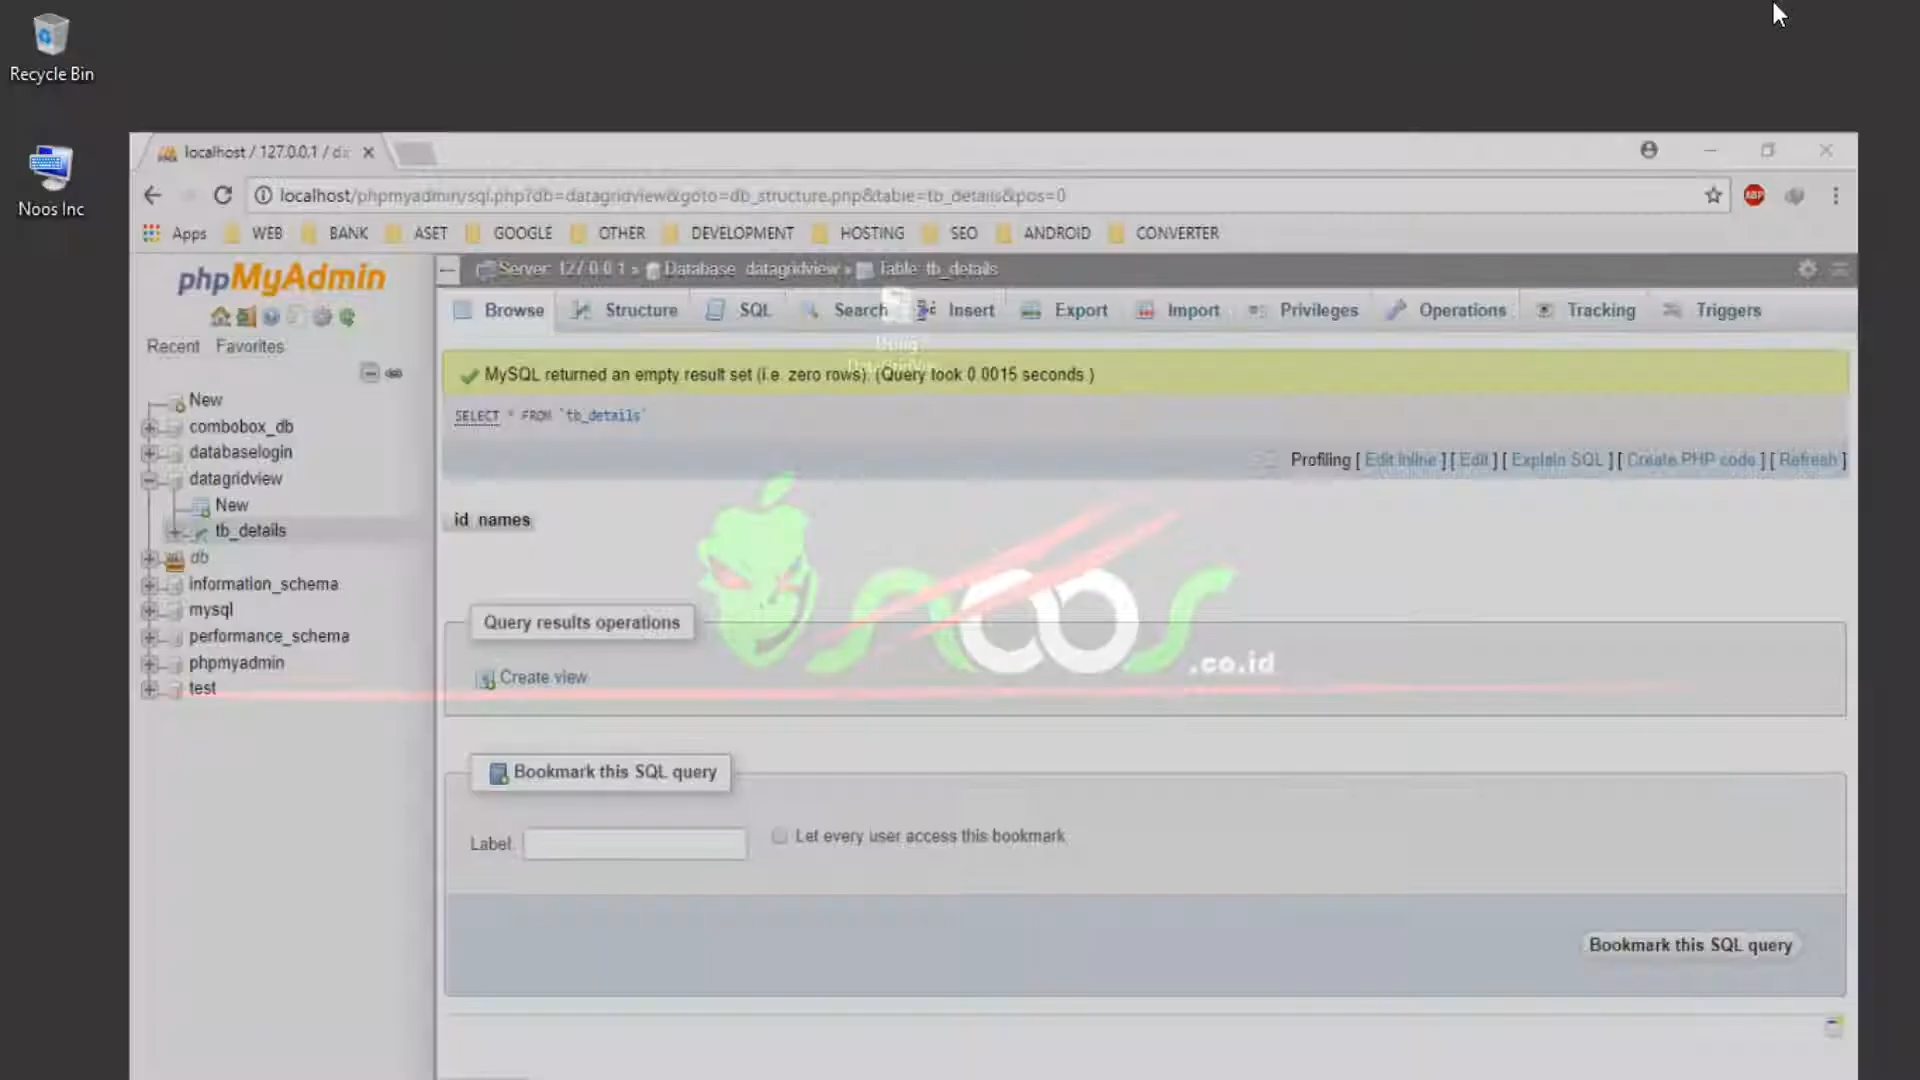 Recycle Bin
Noos Inc
localhost / 127.0.0.1 / da
localhost/phpmyadmin/sql.php?db=datagridview&goto=db_structure.php&table=tb_details&pos=0
Apps WEB BANK ASET GOOGLE OTHER DEVELOPMENT HOSTING SEO ANDROID CONVERTER
phpMyAdmin
Recent Favorites
New
combobox_db
databaselogin
datagridview
New
tb_details
db
information_schema
mysql
performance_schema
phpmyadmin
test
Server: 127.0.0.1 » Database: datagridview » Table: tb_details
Browse Structure SQL Search Insert Export Import Privileges Operations Tracking Triggers
MySQL returned an empty result set (i.e. zero rows). (Query took 0.0015 seconds.)
SELECT * FROM `tb_details`
Profiling [ Edit inline ] [ Edit ] [ Explain SQL ] [ Create PHP code ] [ Refresh ]
id names
noos
.co.id
Query results operations
Create view
Bookmark this SQL query
Label:
Let every user access this bookmark
Bookmark this SQL query